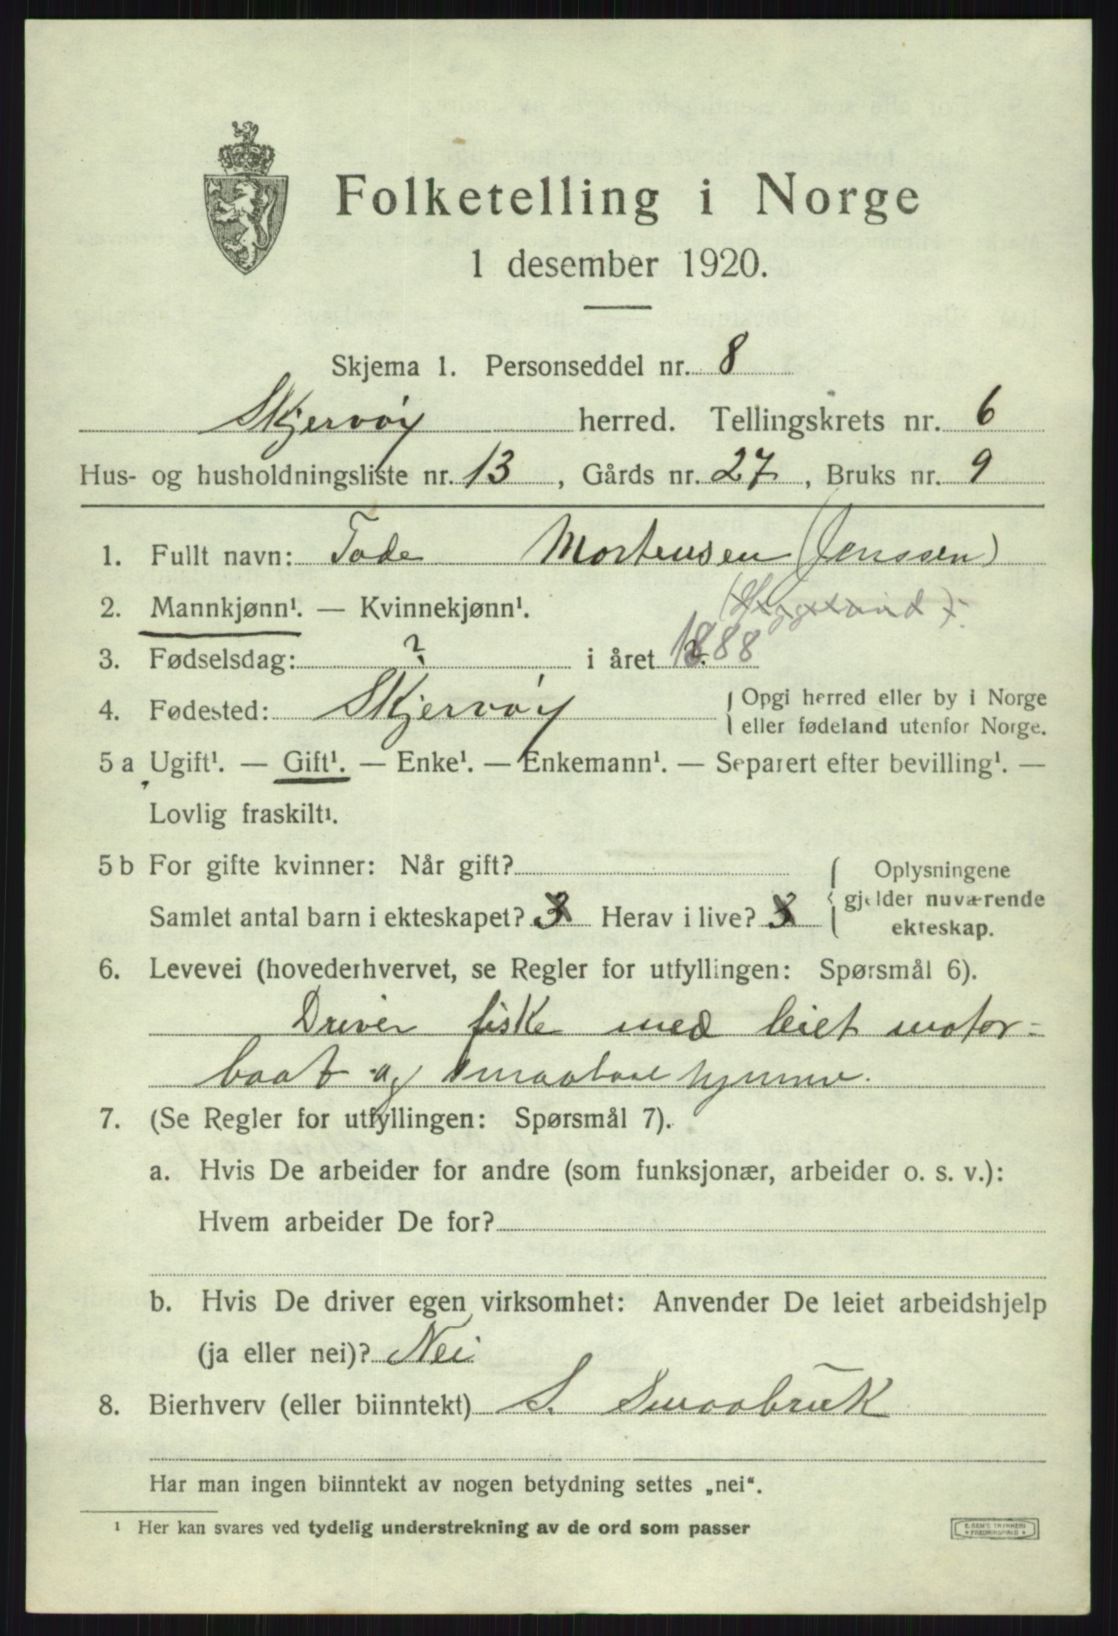 Folketelling i Norge
1 desember 1920.
Skjema 1. Personseddel nr. 8
Skjervøy herred. Tellingskrets nr. 6
Hus- og husholdningsliste nr. 13, Gårds nr. 27, Bruks nr. 9
1. Fullt navn: Tode Mortensen (Jenssen)
2. Mannkjønn¹. — Kvinnekjønn¹.
3. Fødselsdag: ? i året 1888
4. Fødested: Skjervøy Opgi herred eller by i Norge
eller fødeland utenfor Norge.
5 a Ugift¹. — Gift¹. — Enke¹. — Enkemann¹. — Separert efter bevilling¹. —
Lovlig fraskilt¹.
5 b For gifte kvinner: Når gift? Oplysningene
Samlet antal barn i ekteskapet? 3 Herav i live? 3 gjelder nuværende
ekteskap.
6. Levevei (hovederhvervet, se Regler for utfyllingen: Spørsmål 6).
Driver fiske med leiet motor-
baat og
7. (Se Regler for utfyllingen: Spørsmål 7).
a. Hvis De arbeider for andre (som funksjonær, arbeider o. s. v.):
Hvem arbeider De for?
b. Hvis De driver egen virksomhet: Anvender De leiet arbeidshjelp
(ja eller nei)? Nei
8. Bierhverv (eller biinntekt) S. Smaabruk
Har man ingen biinntekt av nogen betydning settes „nei“.
¹ Her kan svares ved tydelig understrekning av de ord som passer